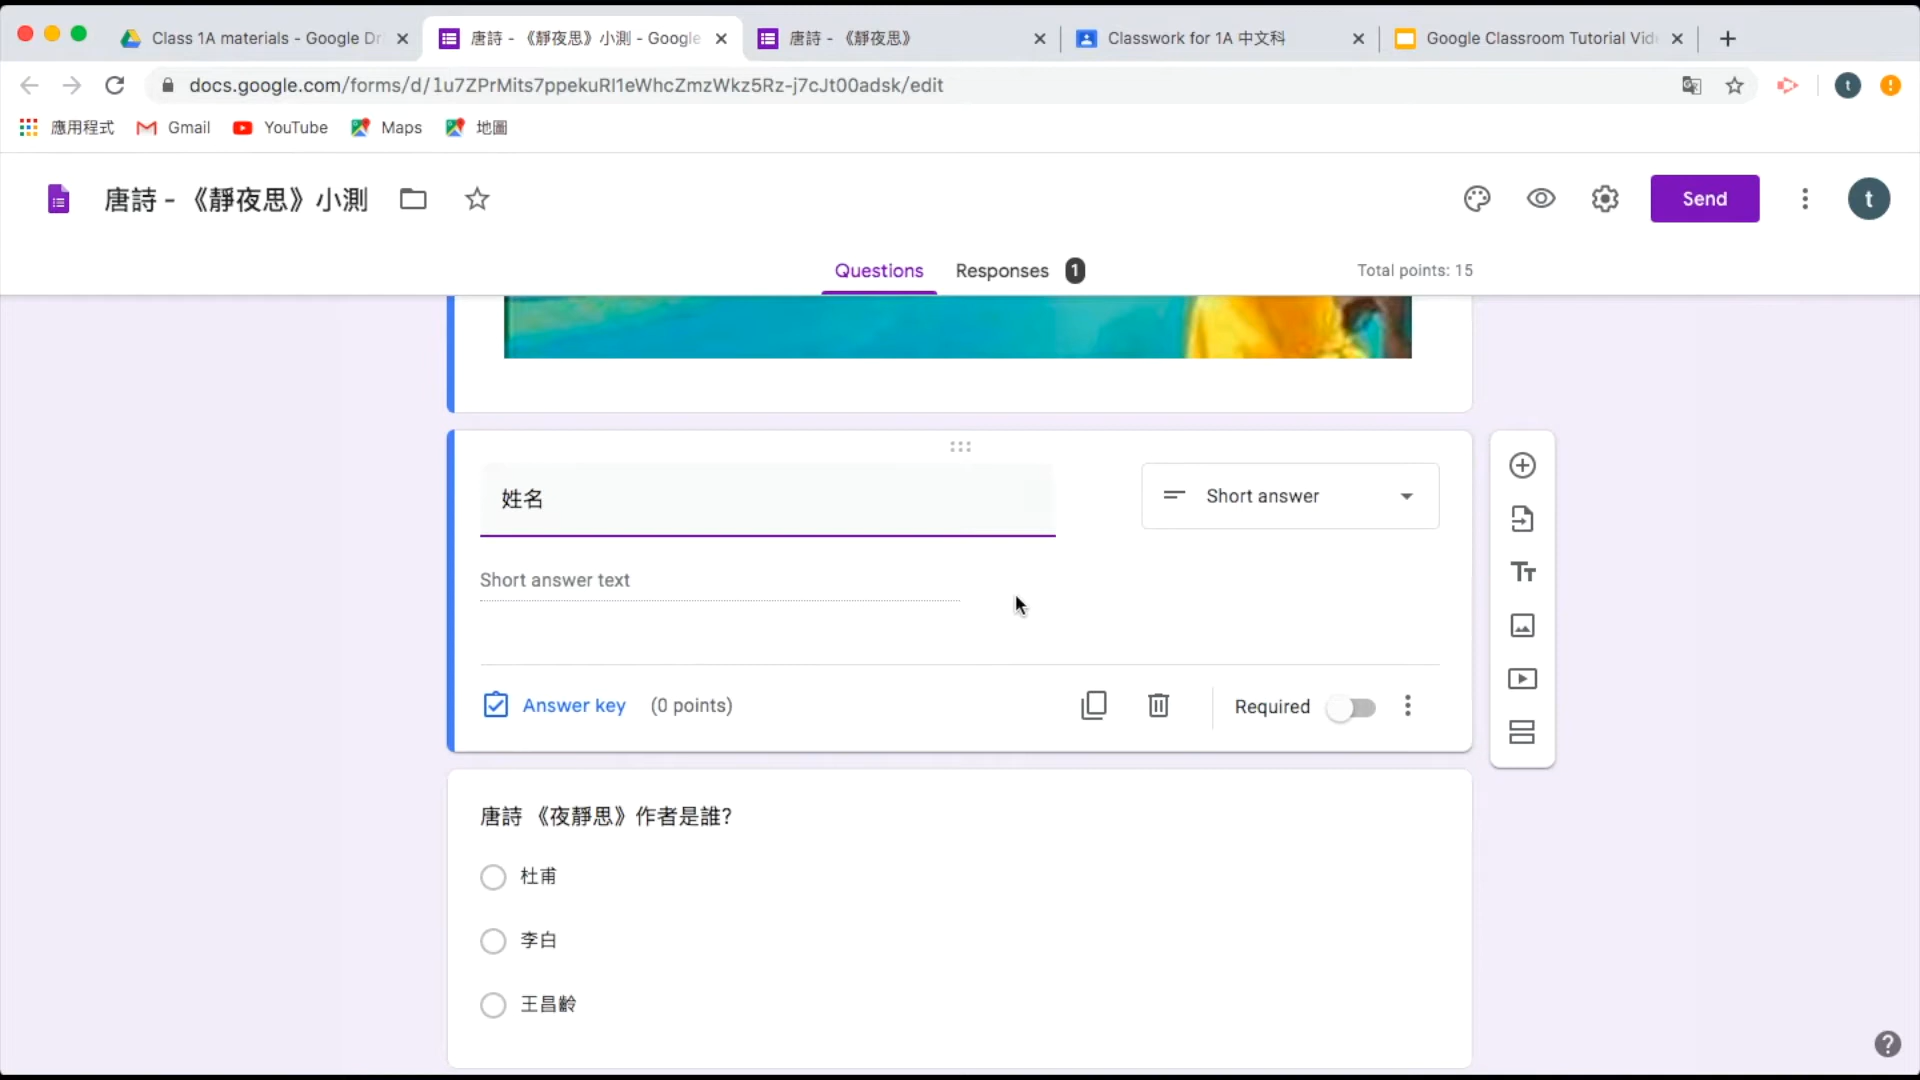 Class 1A materials - Google Dr
唐詩 - 《靜夜思》小測 - Google
唐詩 - 《靜夜思》
Classwork for 1A 中文科
Google Classroom Tutorial Vid
docs.google.com/forms/d/1u7ZPrMits7ppekuRl1eWhcZmzWkz5Rz-j7cJt00adsk/edit
t
應用程式
Gmail
YouTube
Maps
地圖
唐詩 - 《靜夜思》小測
Send
t
Questions
Responses
1
Total points: 15
姓名
Short answer
Short answer text
Answer key
(0 points)
Required
唐詩 《夜靜思》作者是誰?
杜甫
李白
王昌齡